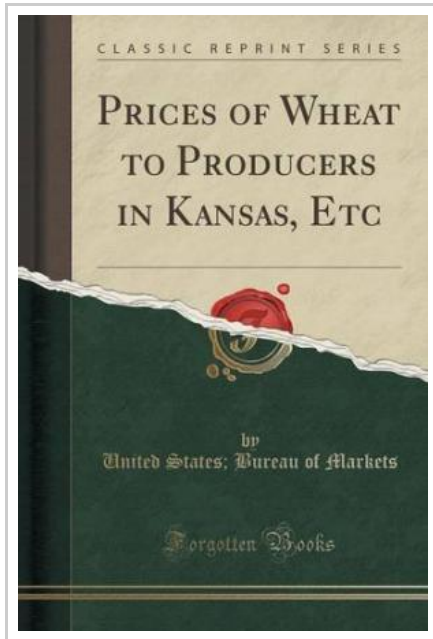 CLASSIC REPRINT SERIES
PRICES OF WHEAT
TO PRODUCERS
IN KANSAS, ETC
F
by
United States; Bureau of Markets
Forgotten Books